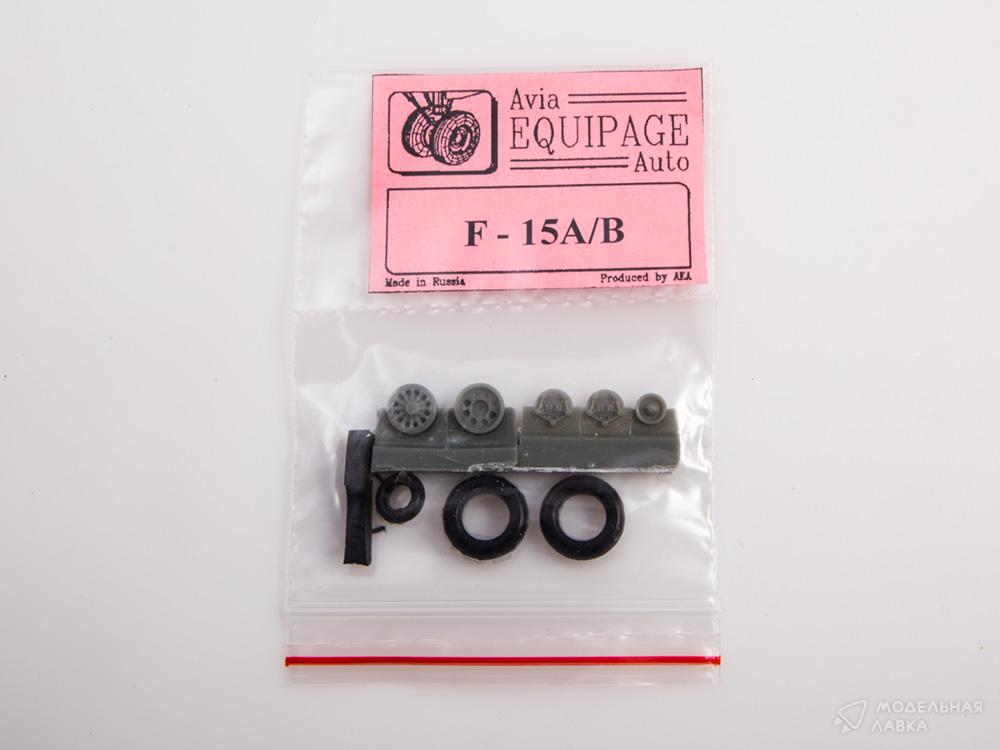 Avia
EQUIPAGE
Auto
F - 15A/B
Made in Russia
Produced by AEA
МОДЕЛЬНАЯ
ЛАВКА